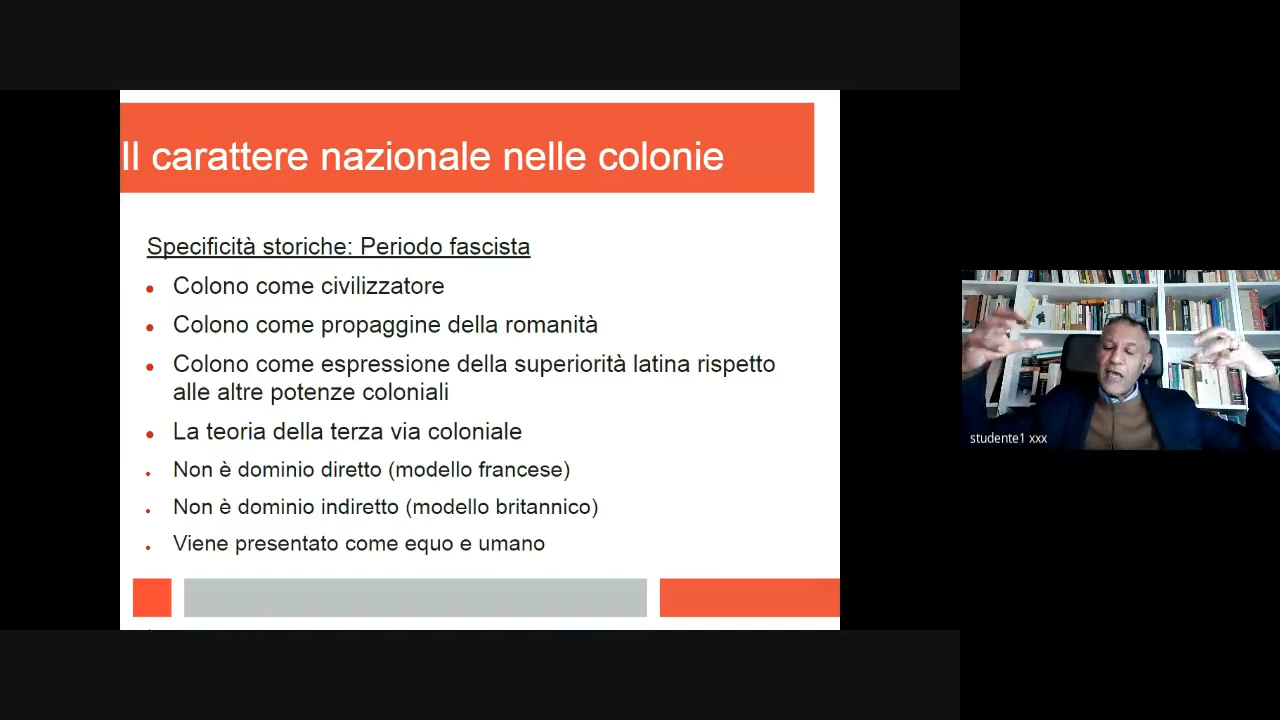 Il carattere nazionale nelle colonie
Specificità storiche: Periodo fascista
Colono come civilizzatore
Colono come propaggine della romanità
Colono come espressione della superiorità latina rispetto
alle altre potenze coloniali
La teoria della terza via coloniale
Non è dominio diretto (modello francese)
Non è dominio indiretto (modello britannico)
Viene presentato come equo e umano
studente1 xxx